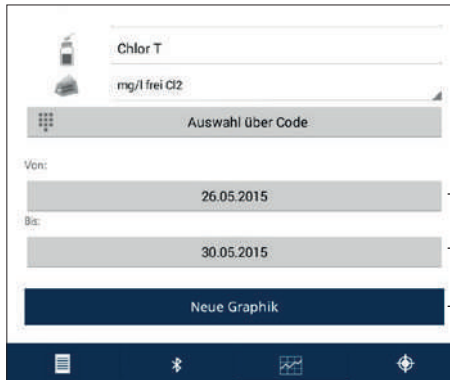 Chlor T
mg/l frei Cl2
Auswahl über Code
Von:
26.05.2015
Bis:
30.05.2015
Neue Graphik